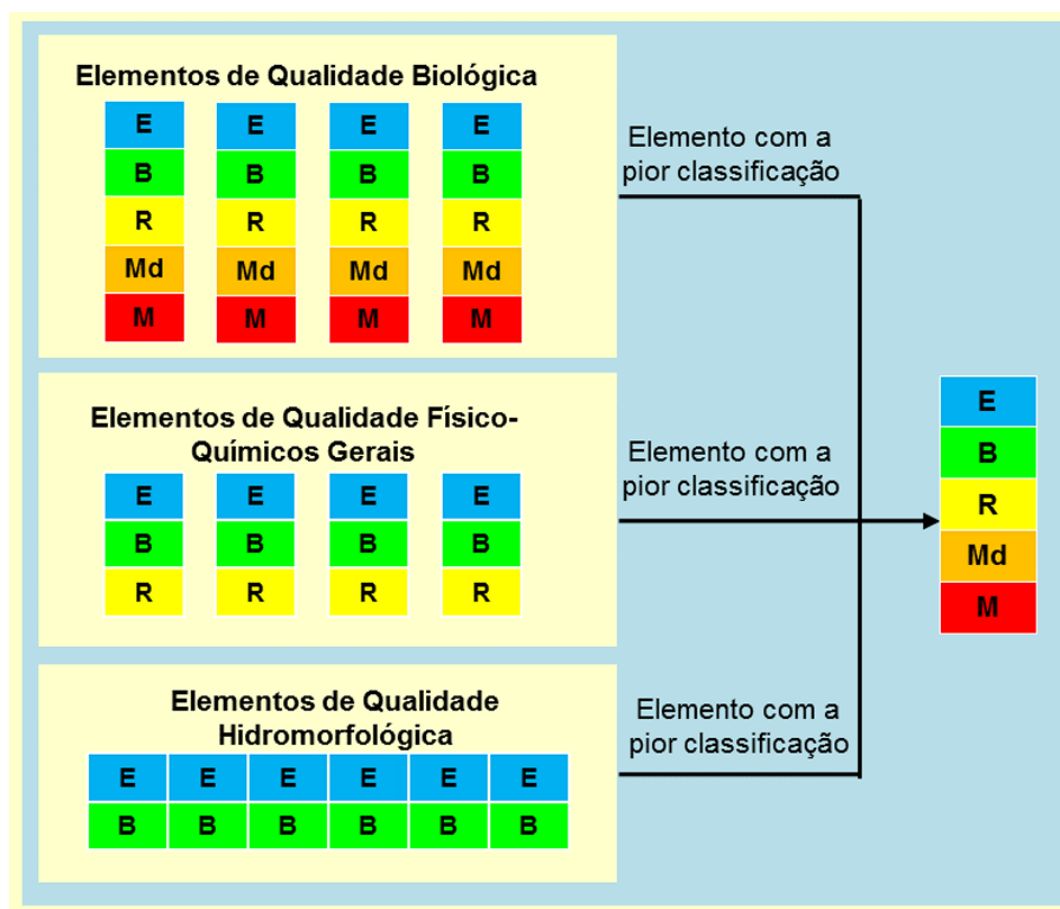 Elementos de Qualidade Biológica
E E E E
B B B B
R R R R
Md Md Md Md
M M M M
Elemento com a
pior classificação
Elementos de Qualidade Físico-
Químicos Gerais
E E E E
B B B B
R R R R
Elemento com a
pior classificação
Elementos de Qualidade
Hidromorfológica
E E E E E E
B B B B B B
Elemento com a
pior classificação
E
B
R
Md
M